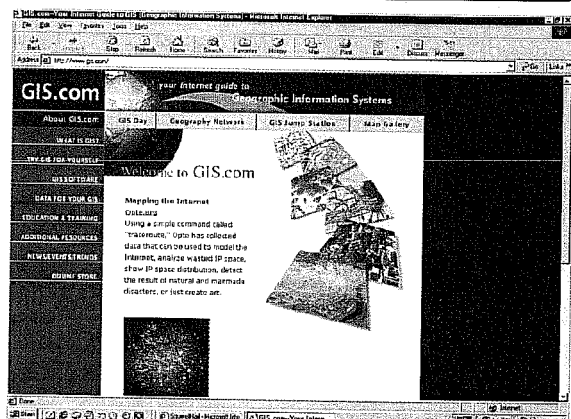 GIS.com-Your Internet Guide to GIS (Geographic Information Systems) - Microsoft Internet Explorer
File Edit View Favorites Tools Help
Back Stop Refresh Home Search Favorites History Mail Print Edit Discuss Messenger
Address http://www.gis.com/ Go Links
GIS.com
your Internet guide to
Geographic Information Systems
About GIS.com
GIS Day Geography Network GIS Jump Station Map Gallery
WHAT IS GIS?
TRY GIS FOR YOURSELF
GIS SOFTWARE
DATA FOR YOUR GIS
EDUCATION & TRAINING
ADDITIONAL RESOURCES
NEWS/EVENTS/TRENDS
ONLINE STORE
Welcome to GIS.com
Mapping the Internet
Opte.org
Using a simple command called
"traceroute," Opte has collected
data that can be used to model the
Internet, analyze wasted IP space,
show IP space distribution, detect
the result of natural and manmade
disasters, or just create art.
Done Internet
Start